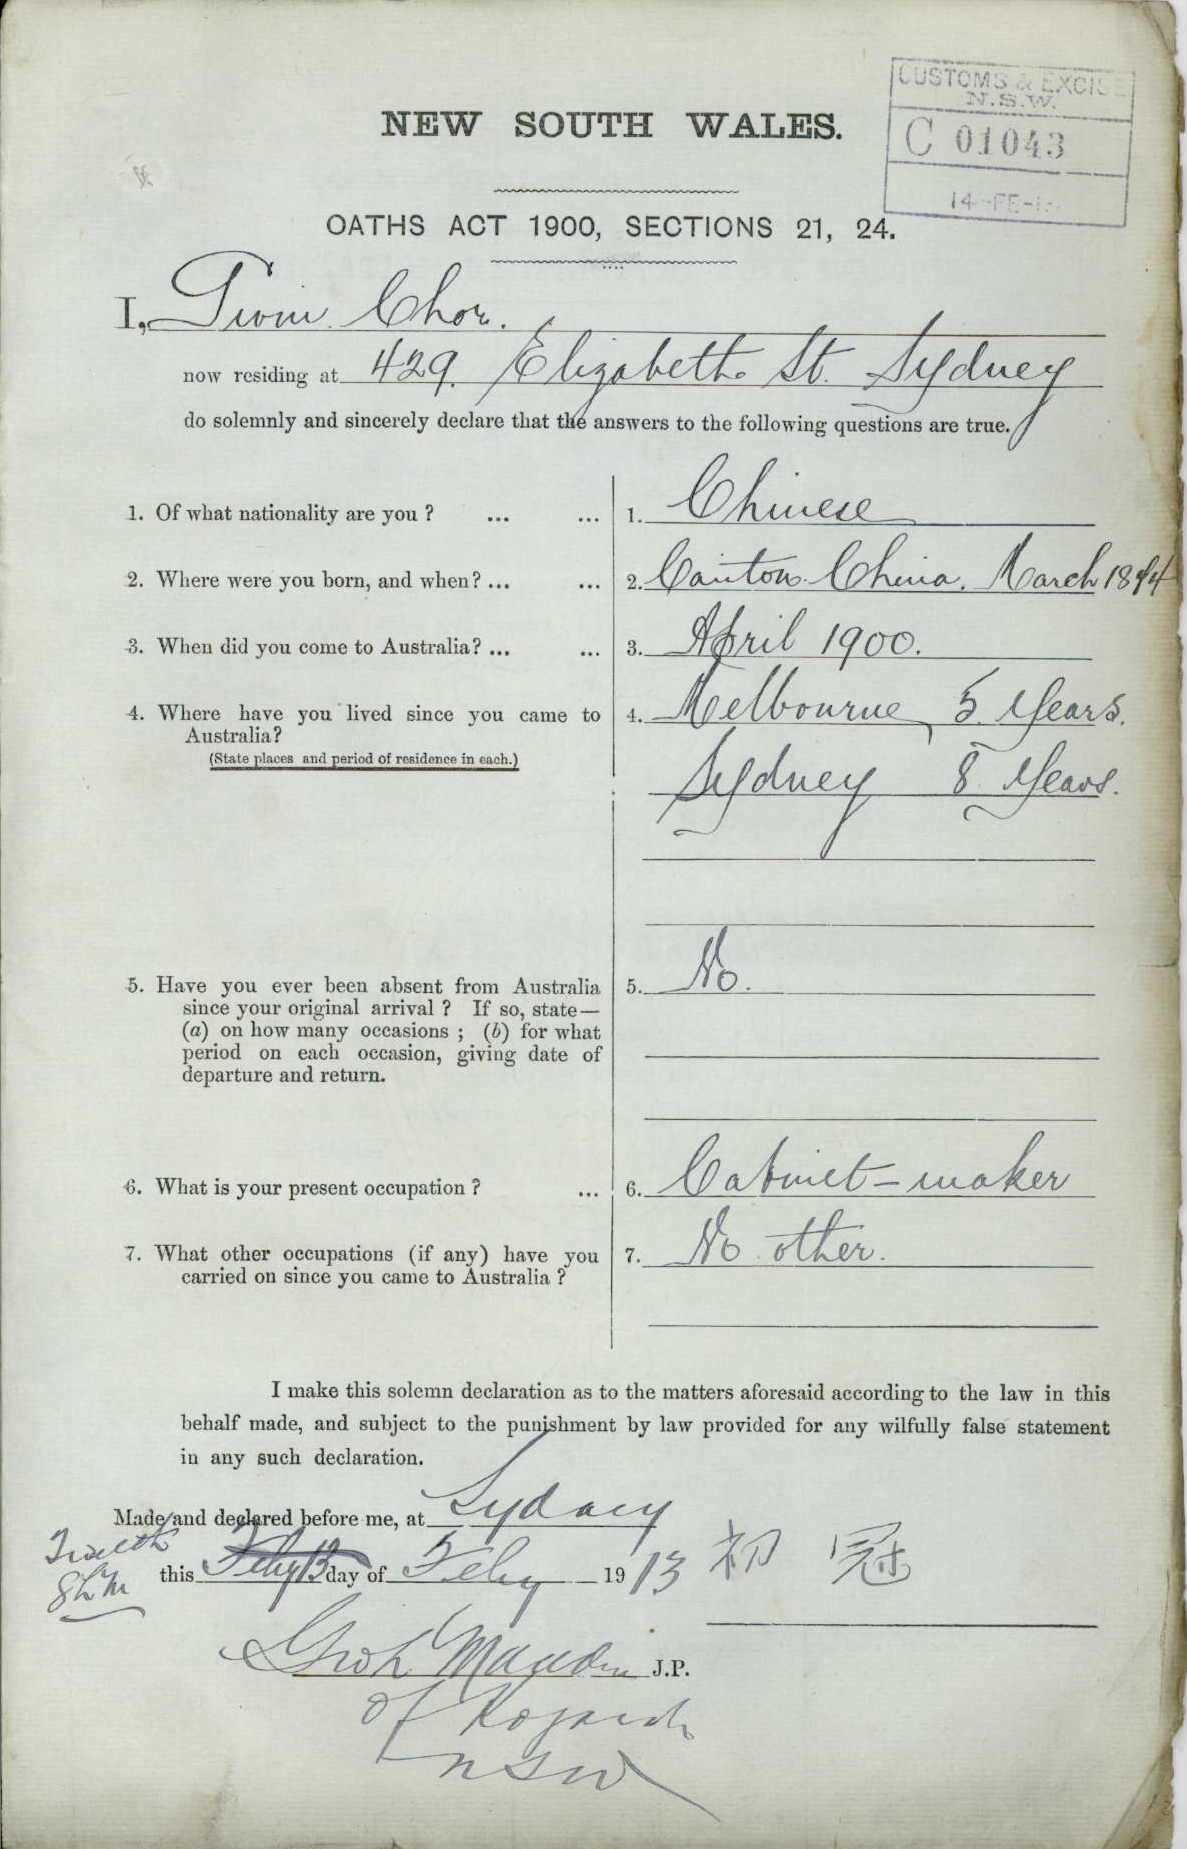 CUSTOMS & EXCISE
N.S.W.
C 01043
14 FE
NEW SOUTH WALES.
OATHS ACT 1900, SECTIONS 21, 24.
I, Chor.
now residing at 429. Elizabeth St. Sydney
do solemnly and sincerely declare that the answers to the following questions are true.
1. Of what nationality are you ? ... ... 1. Chinese
2. Where were you born, and when? ... ... 2. Canton China. March
3. When did you come to Australia? ... ... 3. April 1900.
4. Where have you lived since you came to 4. Melbourne, 5 Years.
Australia?
(State places and period of residence in each.)
Sydney 8 Years.
5. Have you ever been absent from Australia 5. No.
since your original arrival ? If so, state—
(a) on how many occasions ; (b) for what
period on each occasion, giving date of
departure and return.
6. What is your present occupation ? ... 6. Cabinet-maker
7. What other occupations (if any) have you 7. No other.
carried on since you came to Australia ?
I make this solemn declaration as to the matters aforesaid according to the law in this
behalf made, and subject to the punishment by law provided for any wilfully false statement
in any such declaration.
Made and declared before me, at Sydney
this day of Feby 1913 初 冠
J.P.
of Kogarah
NSW